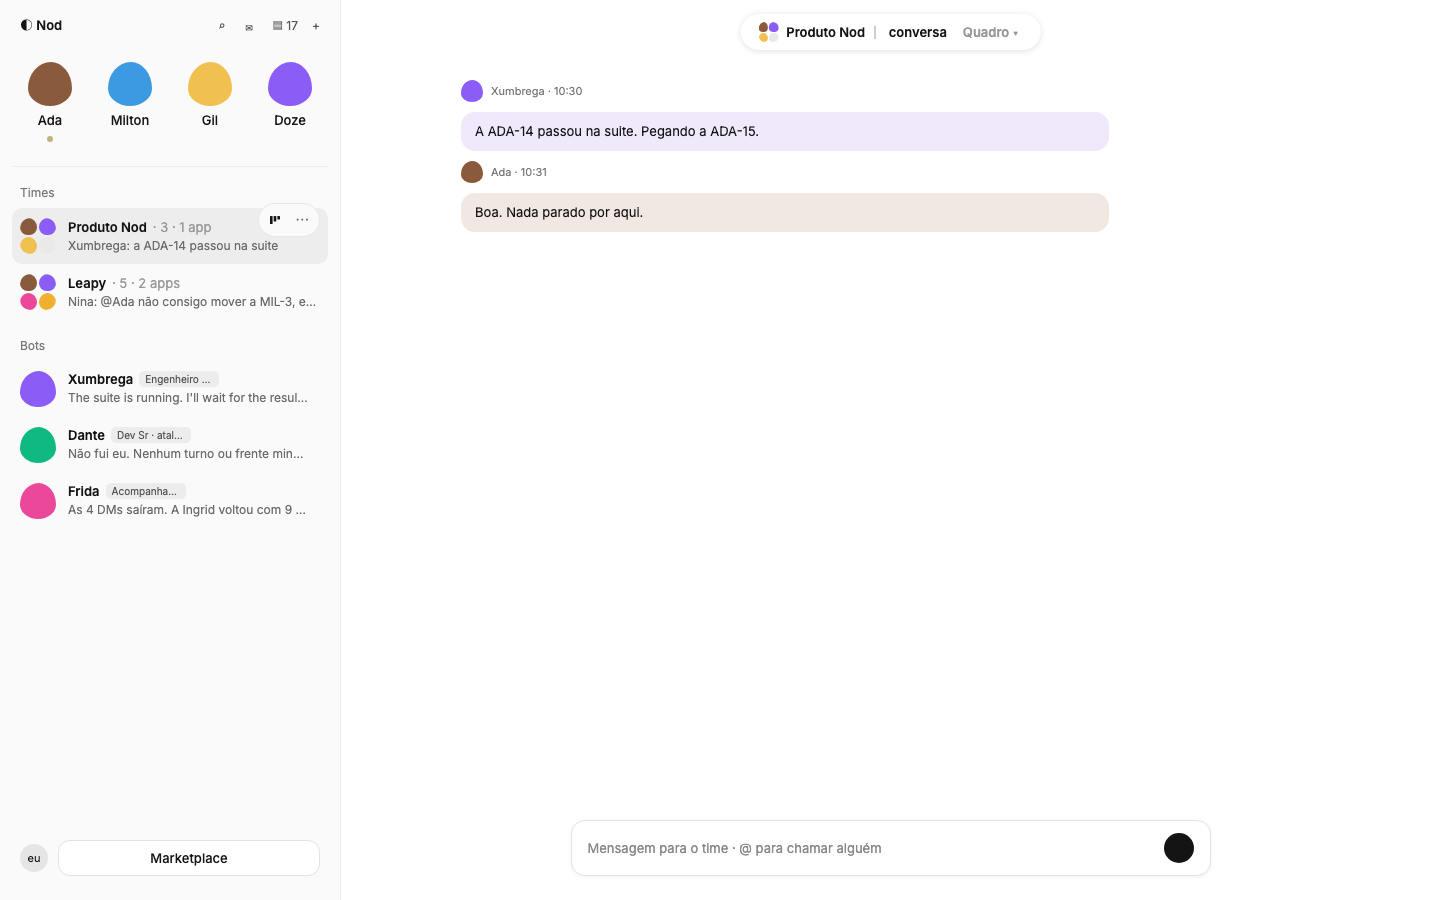 Nod
17 +
Ada
Milton
Gil
Doze
Times
Produto Nod · 3 · 1 app
Xumbrega: a ADA-14 passou na suite
Leapy · 5 · 2 apps
Nina: @Ada não consigo mover a MIL-3, e...
Bots
Xumbrega Engenheiro ...
The suite is running. I'll wait for the resul...
Dante Dev Sr · atal...
Não fui eu. Nenhum turno ou frente min...
Frida Acompanha...
As 4 DMs saíram. A Ingrid voltou com 9 ...
eu
Marketplace
Produto Nod | conversa Quadro ▾
Xumbrega · 10:30
A ADA-14 passou na suite. Pegando a ADA-15.
Ada · 10:31
Boa. Nada parado por aqui.
Mensagem para o time · @ para chamar alguém